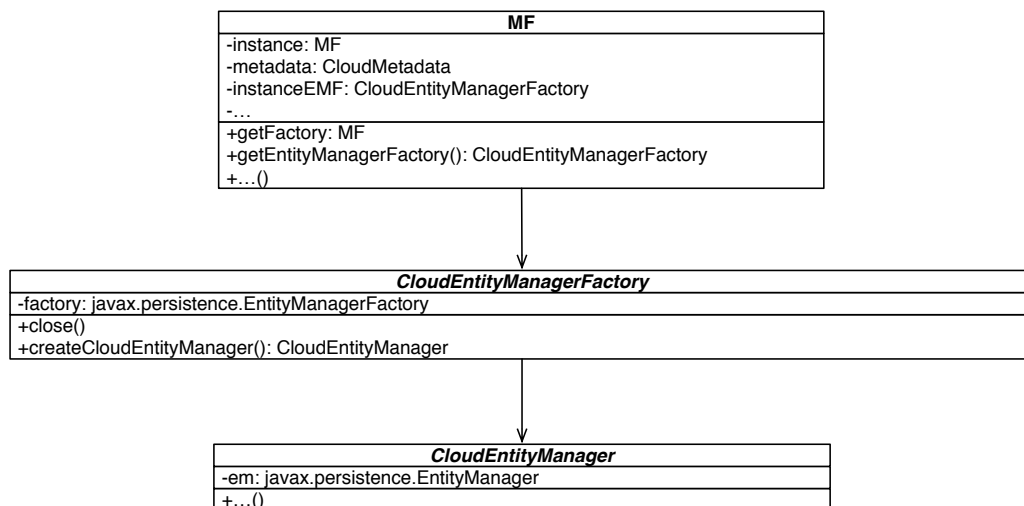 MF
-instance: MF
-metadata: CloudMetadata
-instanceEMF: CloudEntityManagerFactory
-…
+getFactory: MF
+getEntityManagerFactory(): CloudEntityManagerFactory
+…()
CloudEntityManagerFactory
-factory: javax.persistence.EntityManagerFactory
+close()
+createCloudEntityManager(): CloudEntityManager
CloudEntityManager
-em: javax.persistence.EntityManager
+…()